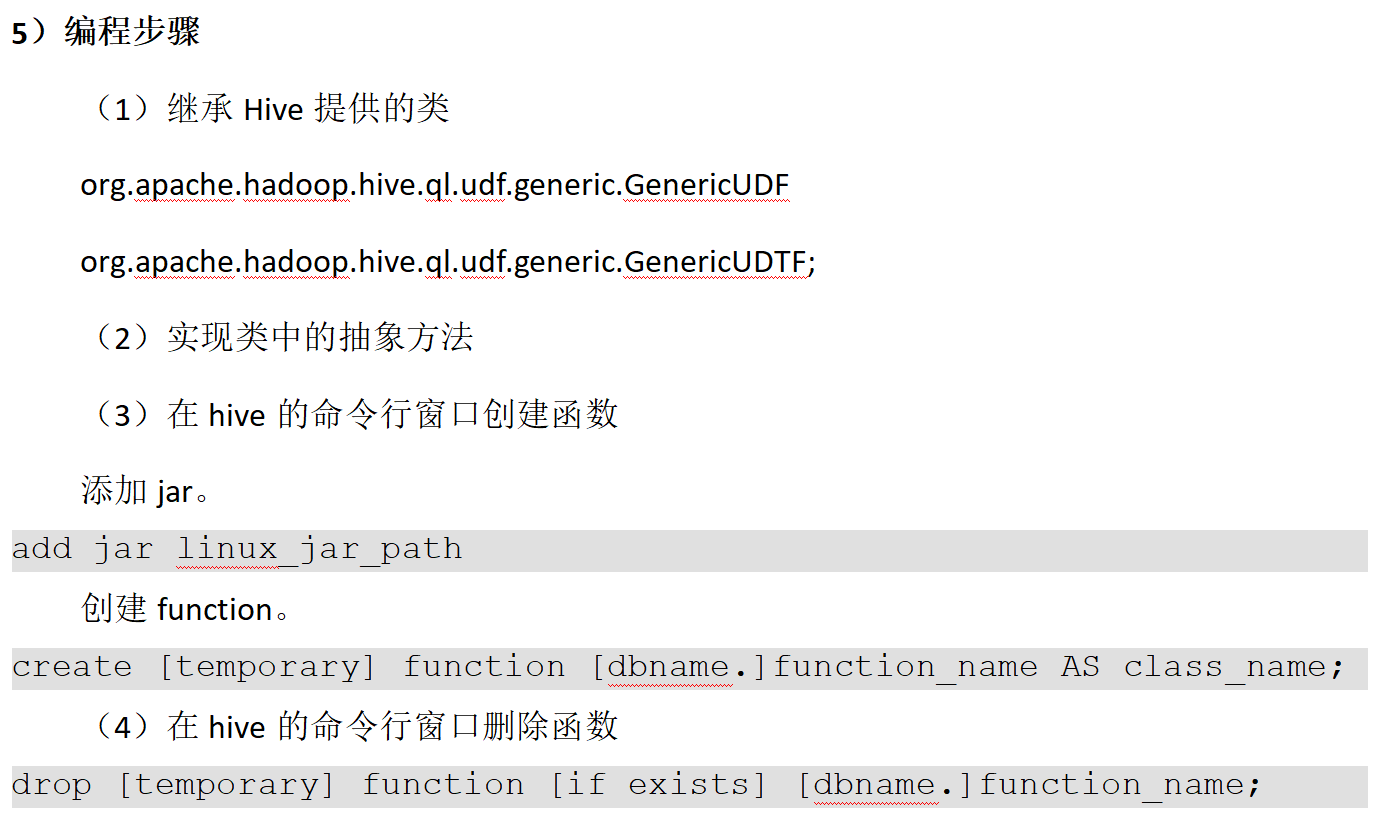 5）编程步骤
（1）继承 Hive 提供的类
org.apache.hadoop.hive.ql.udf.generic.GenericUDF
org.apache.hadoop.hive.ql.udf.generic.GenericUDTF;
（2）实现类中的抽象方法
（3）在 hive 的命令行窗口创建函数
添加 jar。
add jar linux_jar_path
创建 function。
create [temporary] function [dbname.]function_name AS class_name;
（4）在 hive 的命令行窗口删除函数
drop [temporary] function [if exists] [dbname.]function_name;